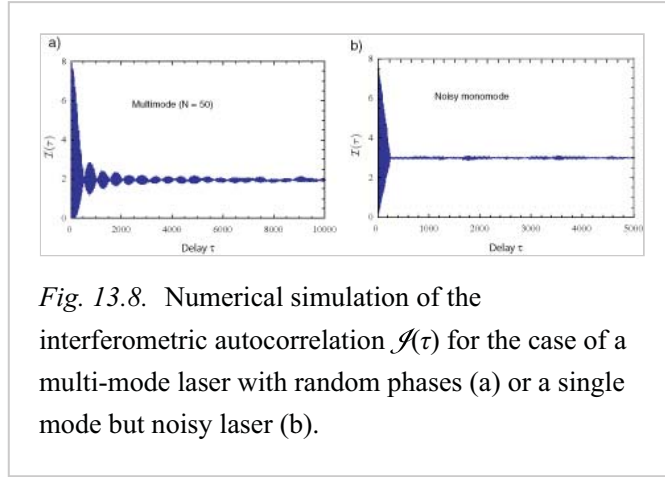 a)
8
6
4
2
0
Multimode (N = 50)
ℐ(τ)
0 2000 4000 6000 8000 10000
Delay τ
b)
8
6
4
2
0
Noisy monomode
ℐ(τ)
0 1000 2000 3000 4000 5000
Delay τ
Fig. 13.8. Numerical simulation of the
interferometric autocorrelation ℐ(τ) for the case of a
multi-mode laser with random phases (a) or a single
mode but noisy laser (b).